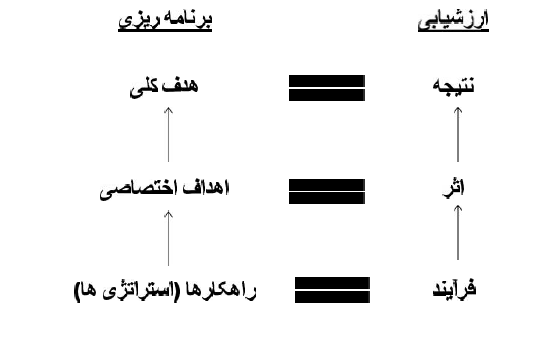 ارزشیابی
برنامه ریزی
نتیجه
هدف کلی
اثر
اهداف اختصاصی
فرآیند
راهکارها (استراتژی ها)